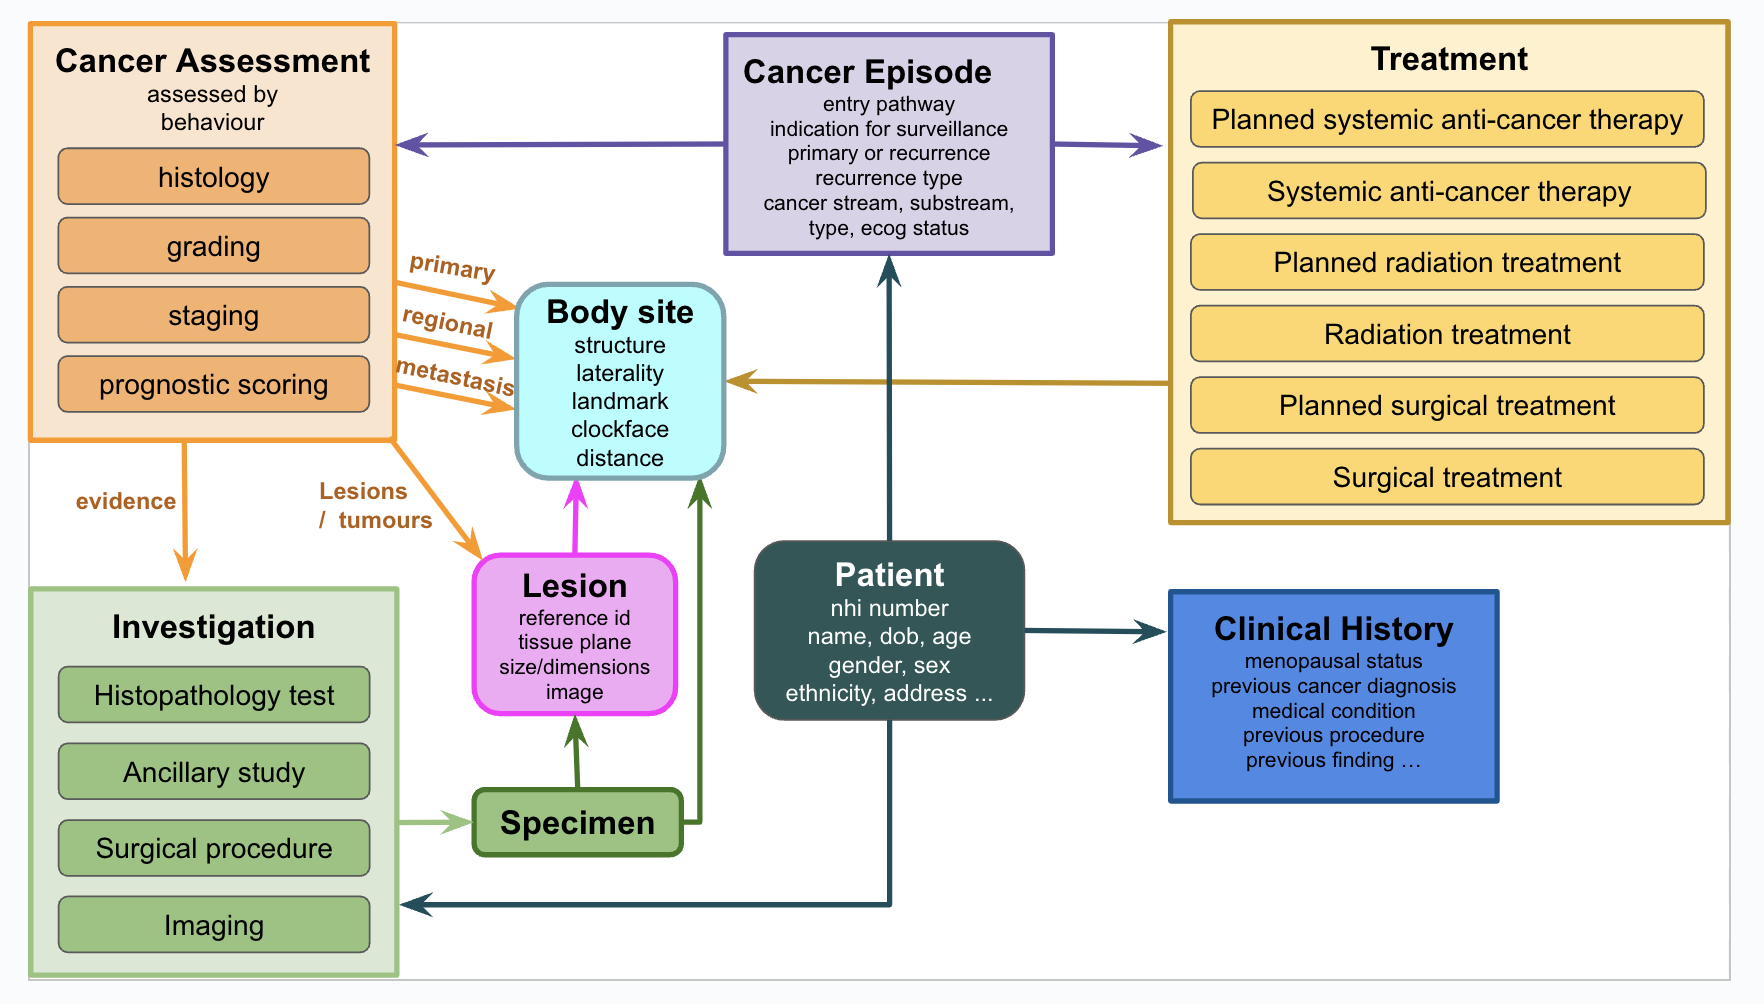 Cancer Assessment
assessed by
behaviour
histology
grading
staging
prognostic scoring
primary
regional
metastasis
evidence
Lesions
/ tumours
Cancer Episode
entry pathway
indication for surveillance
primary or recurrence
recurrence type
cancer stream, substream,
type, ecog status
Treatment
Planned systemic anti-cancer therapy
Systemic anti-cancer therapy
Planned radiation treatment
Radiation treatment
Planned surgical treatment
Surgical treatment
Body site
structure
laterality
landmark
clockface
distance
Investigation
Histopathology test
Ancillary study
Surgical procedure
Imaging
Lesion
reference id
tissue plane
size/dimensions
image
Specimen
Patient
nhi number
name, dob, age
gender, sex
ethnicity, address ...
Clinical History
menopausal status
previous cancer diagnosis
medical condition
previous procedure
previous finding …